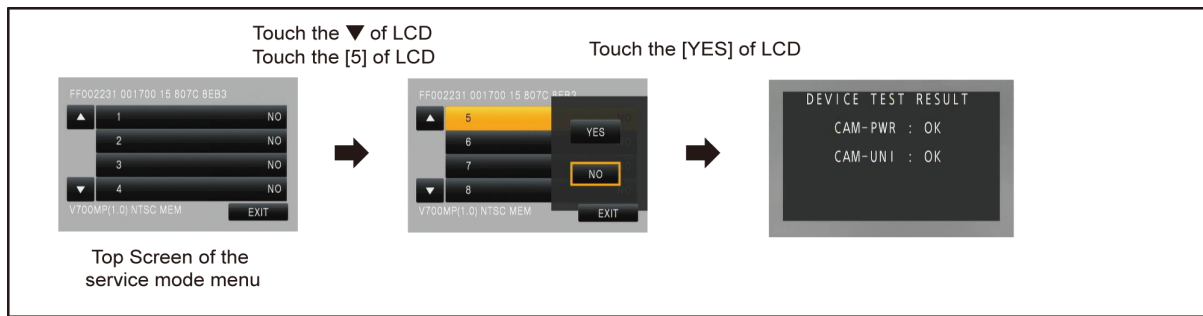 Touch the ▼ of LCD
Touch the [5] of LCD
Touch the [YES] of LCD
FF002231 001700 15 807C 8EB3
▲ 1 NO
2 NO
3 NO
▼ 4 NO
V700MP(1.0) NTSC MEM EXIT
Top Screen of the
service mode menu
FF002231 001700 15 807C 8EB3
▲ 5 NO
YES
6
7
NO
▼ 8
V700MP(1.0) NTSC MEM EXIT
DEVICE TEST RESULT
CAM-PWR : OK
CAM-UNI : OK